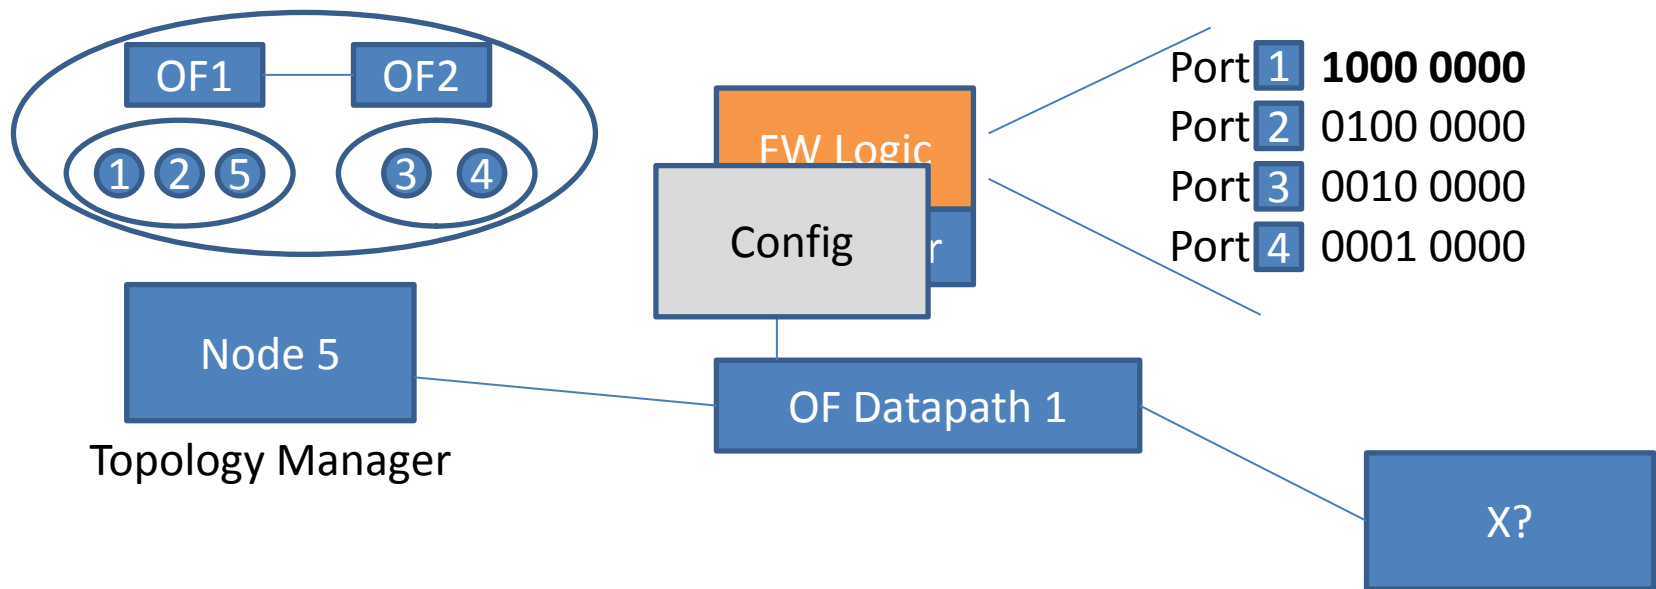 OF1
OF2
1 2 5
3 4
Node 5
Topology Manager
FW Logic
Config
r
OF Datapath 1
Port 1 1000 0000
Port 2 0100 0000
Port 3 0010 0000
Port 4 0001 0000
X?